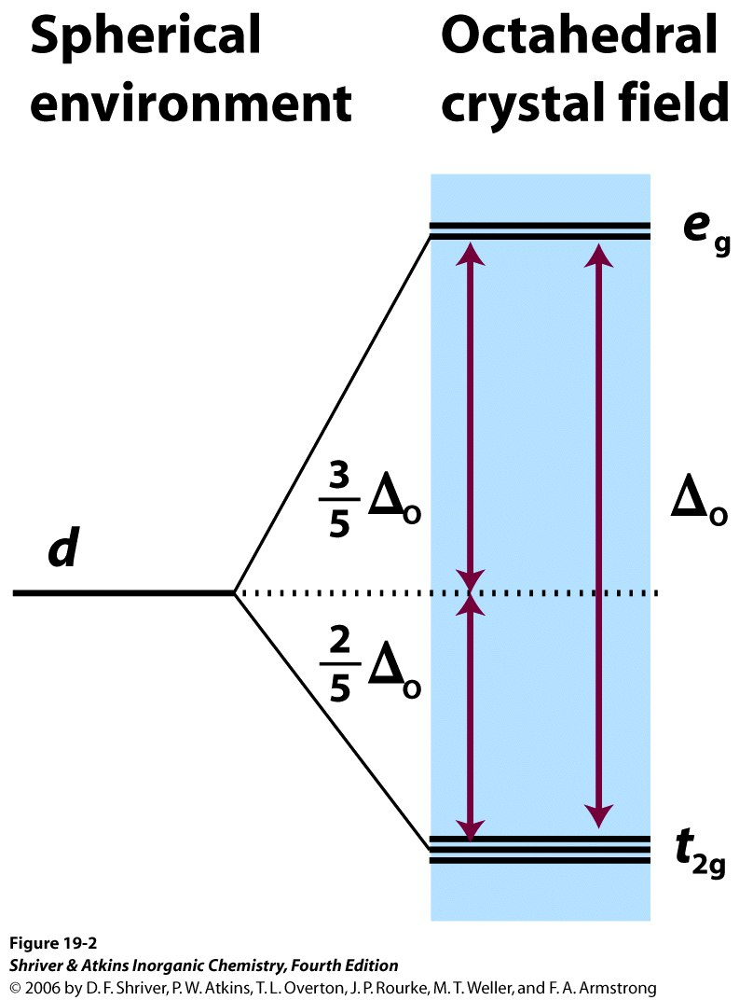 Spherical environment
Octahedral crystal field
e g
3/5 Δo
Δo
d
2/5 Δo
t2g
Figure 19-2
Shriver & Atkins Inorganic Chemistry, Fourth Edition
© 2006 by D. F. Shriver, P. W. Atkins, T. L. Overton, J. P. Rourke, M. T. Weller, and F. A. Armstrong